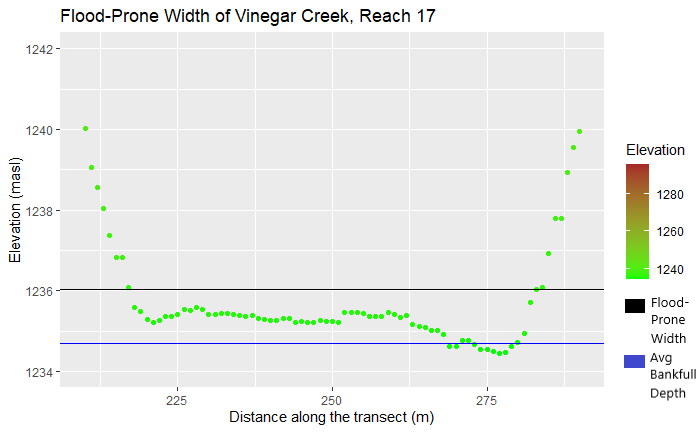 Flood-Prone Width of Vinegar Creek, Reach 17
1242
1240
1238
1236
1234
Elevation (masl)
225
250
275
Distance along the transect (m)
Elevation
1280
1260
1240
Flood-
Prone
Width
Avg
Bankfull
Depth